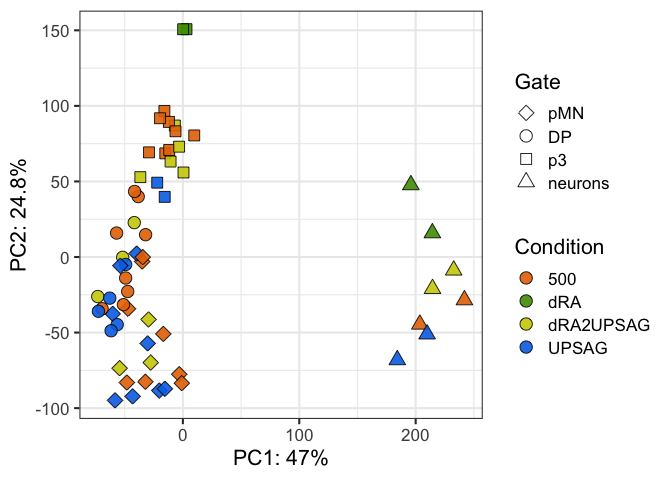 150
100
50
0
-50
-100
PC2: 24.8%
0
100
200
PC1: 47%
Gate
pMN
DP
p3
neurons
Condition
500
dRA
dRA2UPSAG
UPSAG